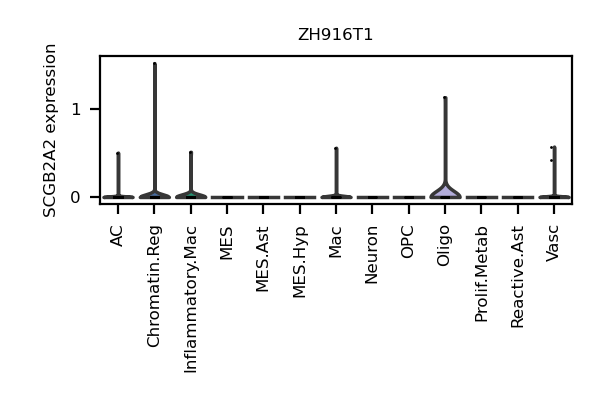 ZH916T1
SCGB2A2 expression
1
0
AC
Chromatin.Reg
Inflammatory.Mac
MES
MES.Ast
MES.Hyp
Mac
Neuron
OPC
Oligo
Prolif.Metab
Reactive.Ast
Vasc